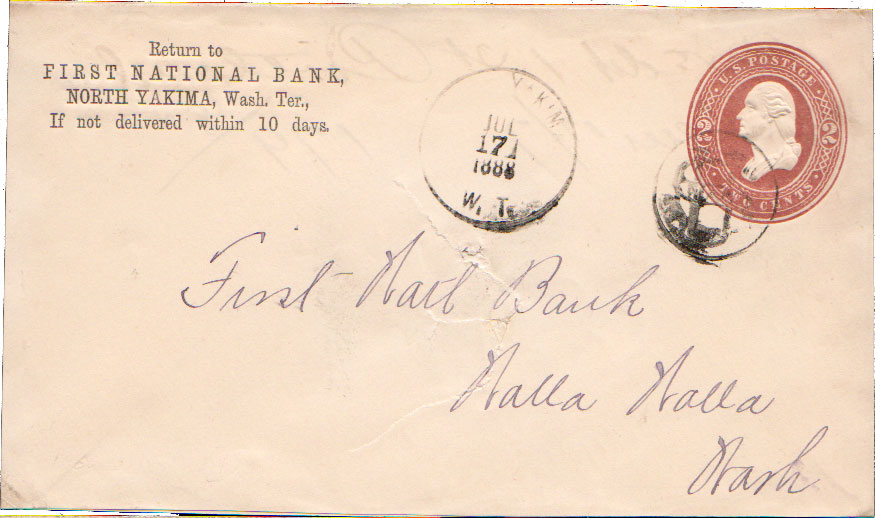 Return to
FIRST NATIONAL BANK,
NORTH YAKIMA, Wash. Ter.,
If not delivered within 10 days.
YAKIMA
JUL
17
1888
W. T.
U.S. POSTAGE
2 2
TWO CENTS
First Natl Bank
Walla Walla
Wash